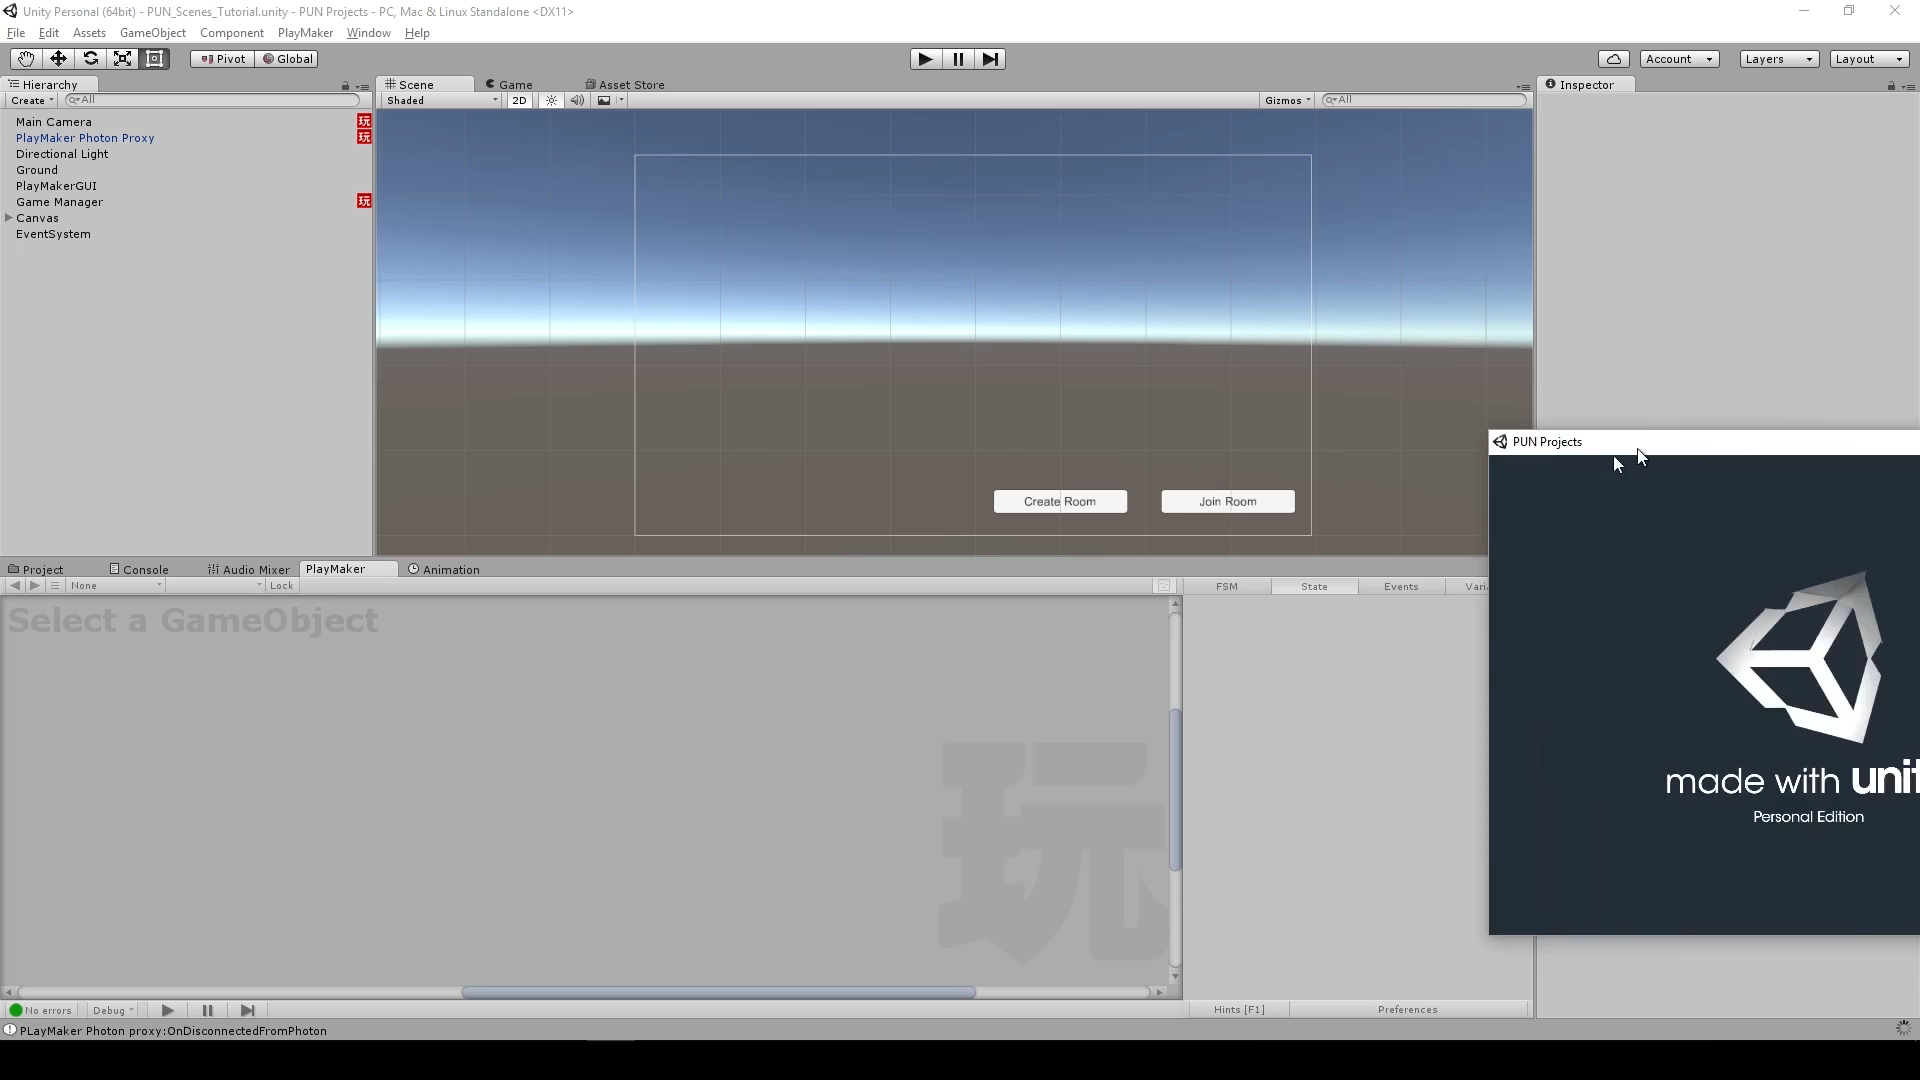 Unity Personal (64bit) - PUN_Scenes_Tutorial.unity - PUN Projects - PC, Mac & Linux Standalone <DX11>
File Edit Assets GameObject Component PlayMaker Window Help
Pivot Global Account Layers Layout
Hierarchy Scene Game Asset Store Inspector
Create All Shaded 2D Gizmos All
Main Camera 玩
PlayMaker Photon Proxy 玩
Directional Light
Ground
PlayMakerGUI
Game Manager 玩
Canvas
EventSystem
PUN Projects
Create Room Join Room
Project Console Audio Mixer PlayMaker Animation
None Lock FSM State Events Vari
Select a GameObject
玩
made with unit
Personal Edition
No errors Debug Hints [F1] Preferences
PLayMaker Photon proxy:OnDisconnectedFromPhoton